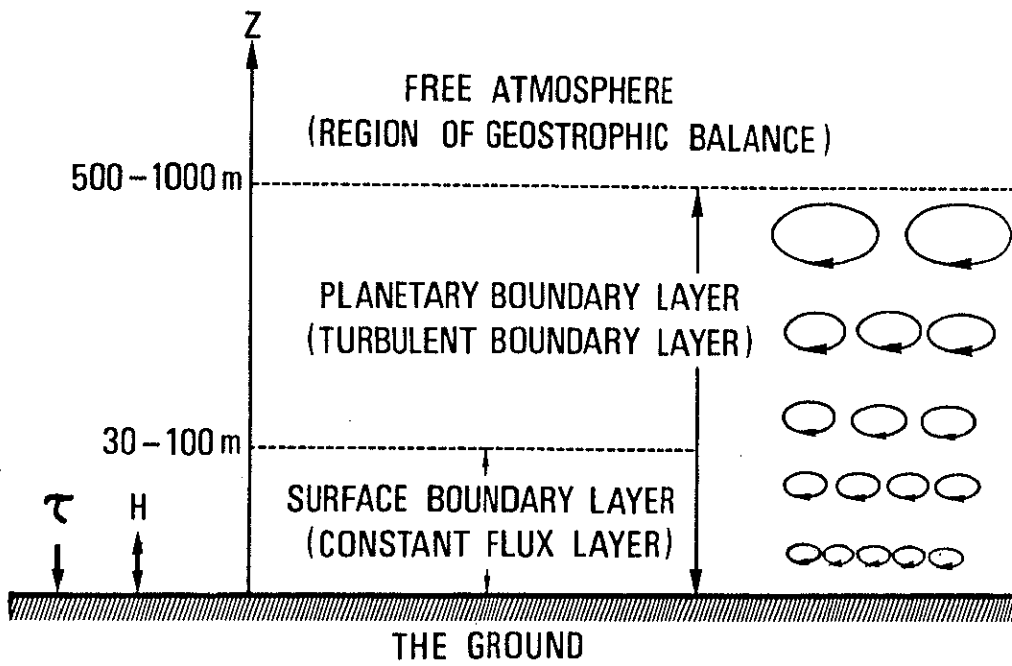 Z
FREE ATMOSPHERE
(REGION OF GEOSTROPHIC BALANCE)
500–1000 m
PLANETARY BOUNDARY LAYER
(TURBULENT BOUNDARY LAYER)
30–100 m
SURFACE BOUNDARY LAYER
(CONSTANT FLUX LAYER)
τ H
THE GROUND